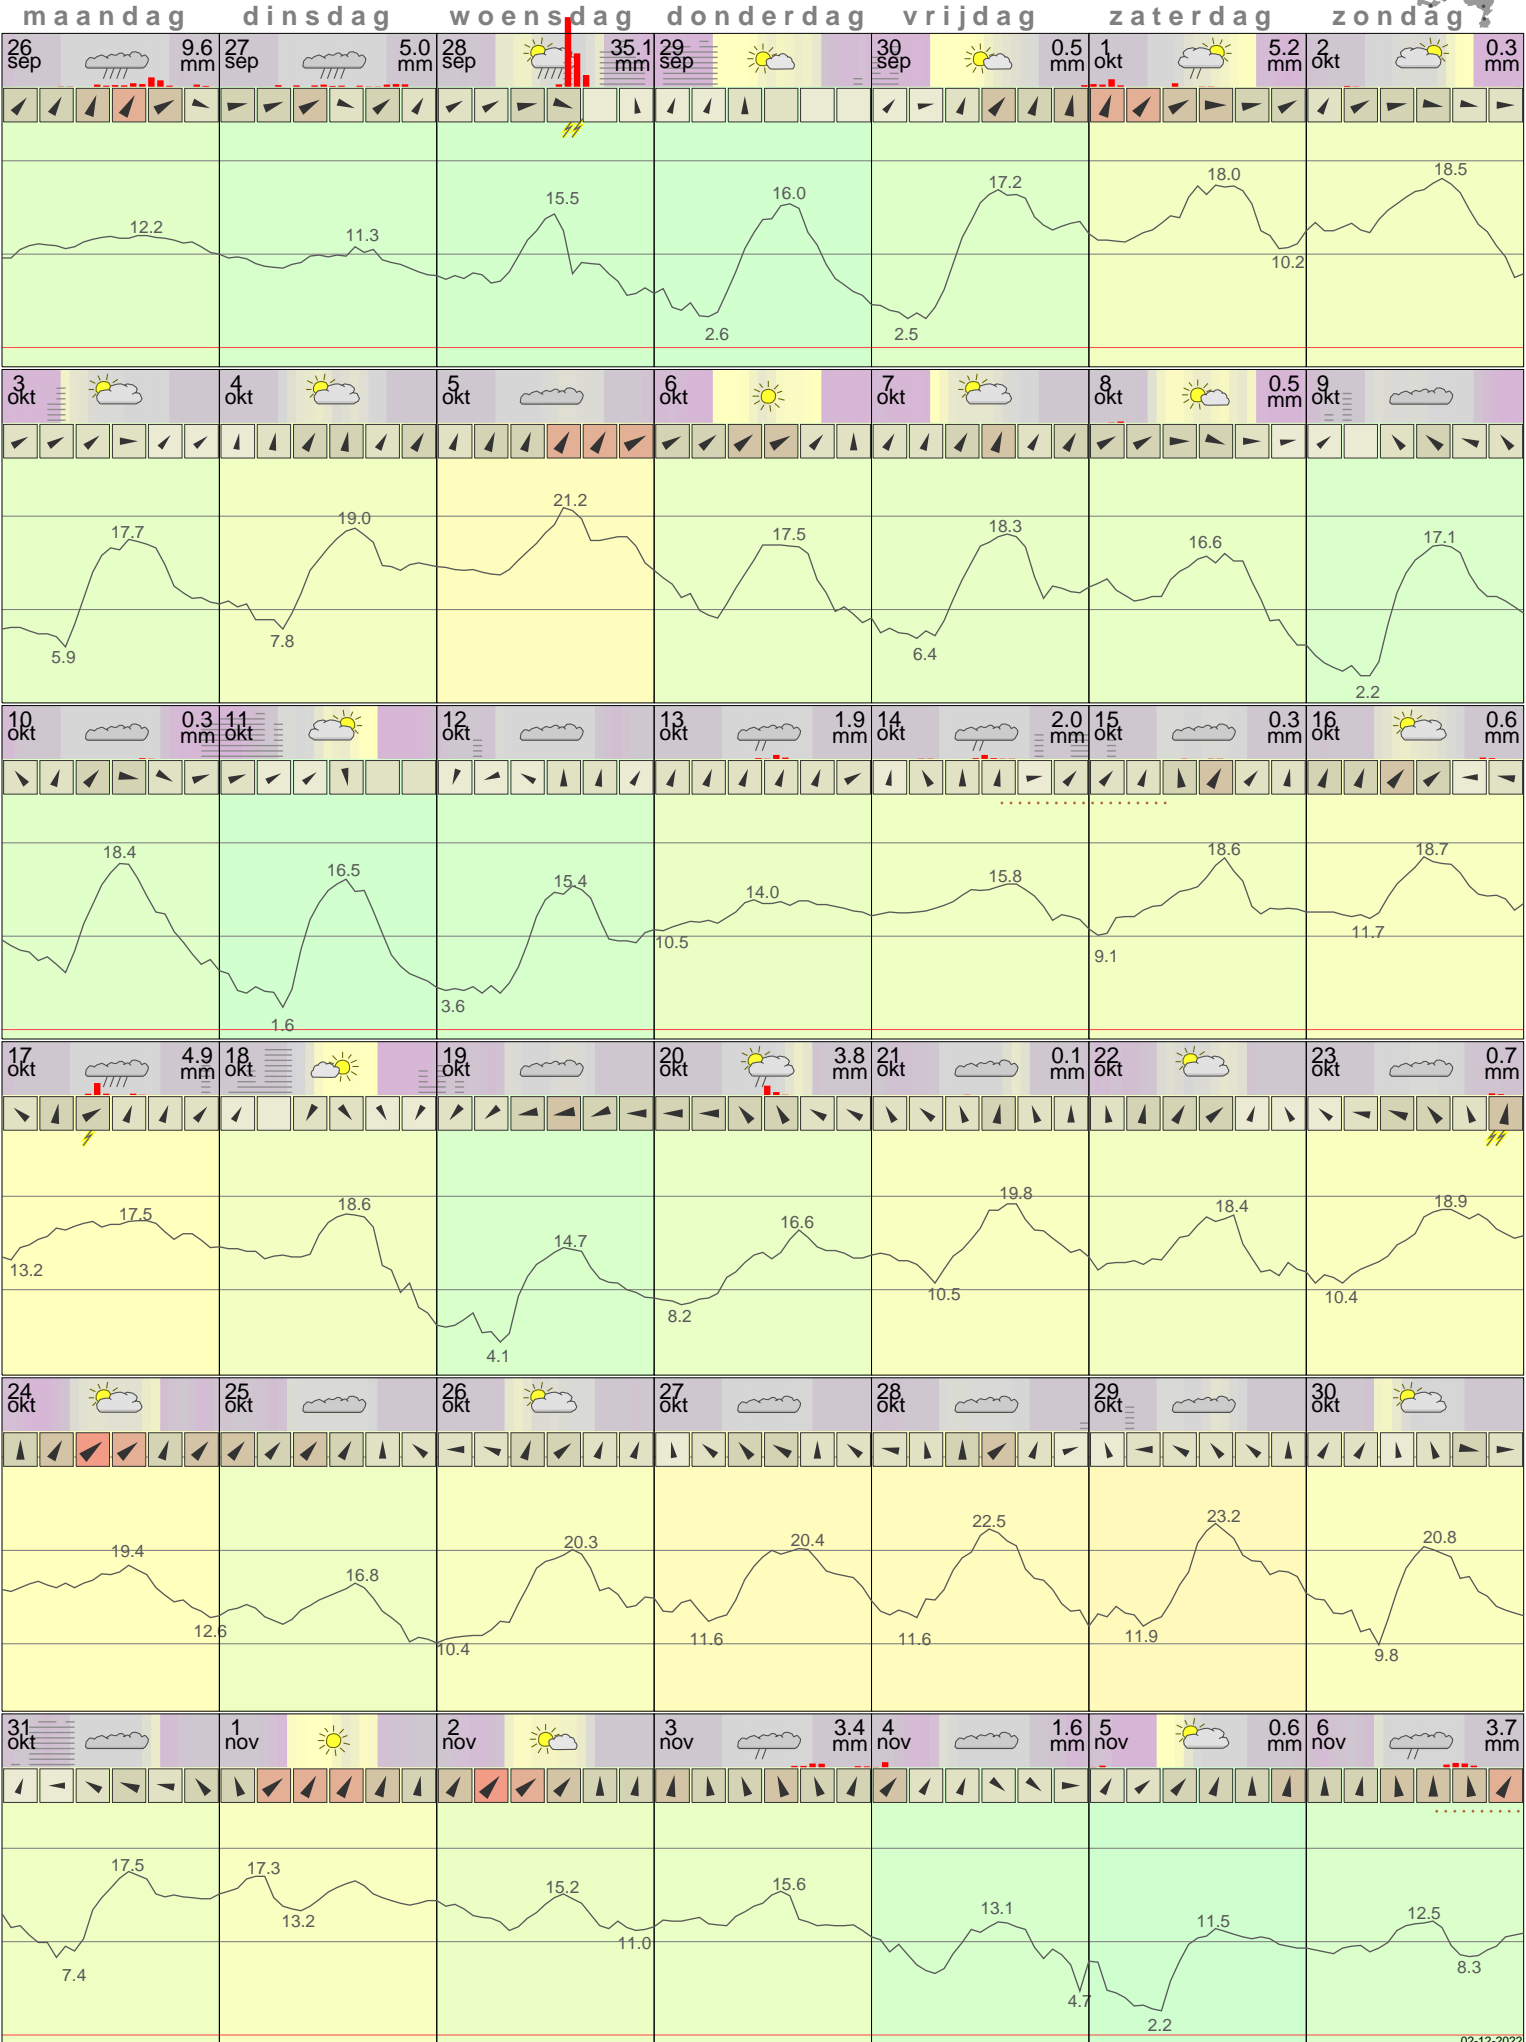 maandag dinsdag woensdag donderdag vrijdag zaterdag zondag
26 sep 9.6 mm 27 sep 5.0 mm 28 sep 35.1 mm 29 sep 30 sep 0.5 mm 1 okt 5.2 mm 2 okt 0.3 mm
12.2 11.3 15.5 16.0 17.2 18.0 18.5
2.6 2.5 10.2
3 okt 4 okt 5 okt 6 okt 7 okt 8 okt 0.5 mm 9 okt
17.7 19.0 21.2 17.5 18.3 16.6 17.1
5.9 7.8 6.4 2.2
10 okt 0.3 mm 11 okt 12 okt 13 okt 1.9 mm 14 okt 2.0 mm 15 okt 0.3 mm 16 okt 0.6 mm
18.4 16.5 15.4 14.0 15.8 18.6 18.7
1.6 3.6 10.5 9.1 11.7
17 okt 4.9 mm 18 okt 19 okt 20 okt 3.8 mm 21 okt 0.1 mm 22 okt 23 okt 0.7 mm
17.5 18.6 14.7 16.6 19.8 18.4 18.9
13.2 4.1 8.2 10.5 10.4
24 okt 25 okt 26 okt 27 okt 28 okt 29 okt 30 okt
19.4 16.8 20.3 20.4 22.5 23.2 20.8
12.6 10.4 11.6 11.6 11.9 9.8
31 okt 1 nov 2 nov 3 nov 3.4 mm 4 nov 1.6 mm 5 nov 0.6 mm 6 nov 3.7 mm
17.5 17.3 15.2 15.6 13.1 11.5 12.5
7.4 13.2 11.0 4.7 2.2 8.3
02-12-2022